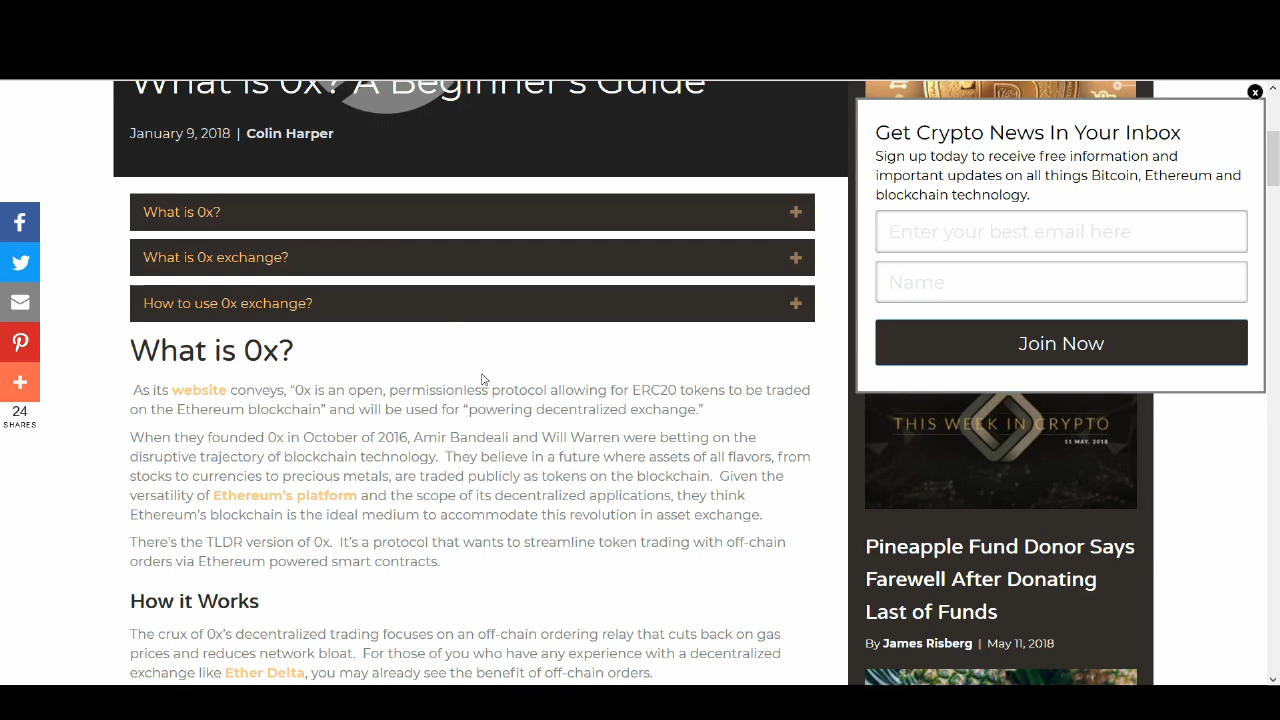 What is 0x? A Beginner's Guide
January 9, 2018 | Colin Harper
What is 0x?
What is 0x exchange?
How to use 0x exchange?
What is 0x?
As its website conveys, “0x is an open, permissionless protocol allowing for ERC20 tokens to be traded
on the Ethereum blockchain” and will be used for “powering decentralized exchange.”
When they founded 0x in October of 2016, Amir Bandeali and Will Warren were betting on the
disruptive trajectory of blockchain technology.  They believe in a future where assets of all flavors, from
stocks to currencies to precious metals, are traded publicly as tokens on the blockchain.  Given the
versatility of Ethereum’s platform and the scope of its decentralized applications, they think
Ethereum’s blockchain is the ideal medium to accommodate this revolution in asset exchange.
There’s the TLDR version of 0x.  It’s a protocol that wants to streamline token trading with off-chain
orders via Ethereum powered smart contracts.
How it Works
The crux of 0x’s decentralized trading focuses on an off-chain ordering relay that cuts back on gas
prices and reduces network bloat.  For those of you who have any experience with a decentralized
exchange like Ether Delta, you may already see the benefit of off-chain orders.
24
SHARES
x
Get Crypto News In Your Inbox
Sign up today to receive free information and
important updates on all things Bitcoin, Ethereum and
blockchain technology.
Enter your best email here
Name
Join Now
THIS WEEK IN CRYPTO
11 MAY, 2018
Pineapple Fund Donor Says
Farewell After Donating
Last of Funds
By James Risberg | May 11, 2018